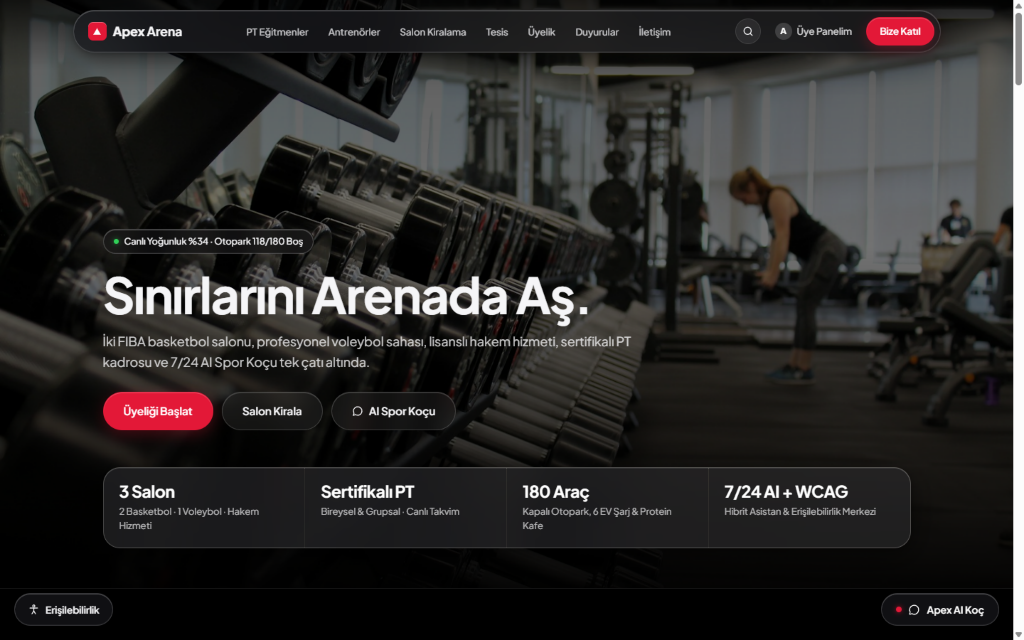 Apex Arena
PT Eğitmenler
Antrenörler
Salon Kiralama
Tesis
Üyelik
Duyurular
İletişim
A
Üye Panelim
Bize Katıl
Canlı Yoğunluk %34 · Otopark 118/180 Boş
Sınırlarını Arenada Aş.
İki FIBA basketbol salonu, profesyonel voleybol sahası, lisanslı hakem hizmeti, sertifikalı PT
kadrosu ve 7/24 AI Spor Koçu tek çatı altında.
Üyeliği Başlat
Salon Kirala
AI Spor Koçu
3 Salon
2 Basketbol · 1 Voleybol · Hakem
Hizmeti
Sertifikalı PT
Bireysel & Grupsal · Canlı Takvim
180 Araç
Kapalı Otopark, 6 EV Şarj & Protein
Kafe
7/24 AI + WCAG
Hibrit Asistan & Erişilebilirlik Merkezi
Erişilebilirlik
Apex AI Koç